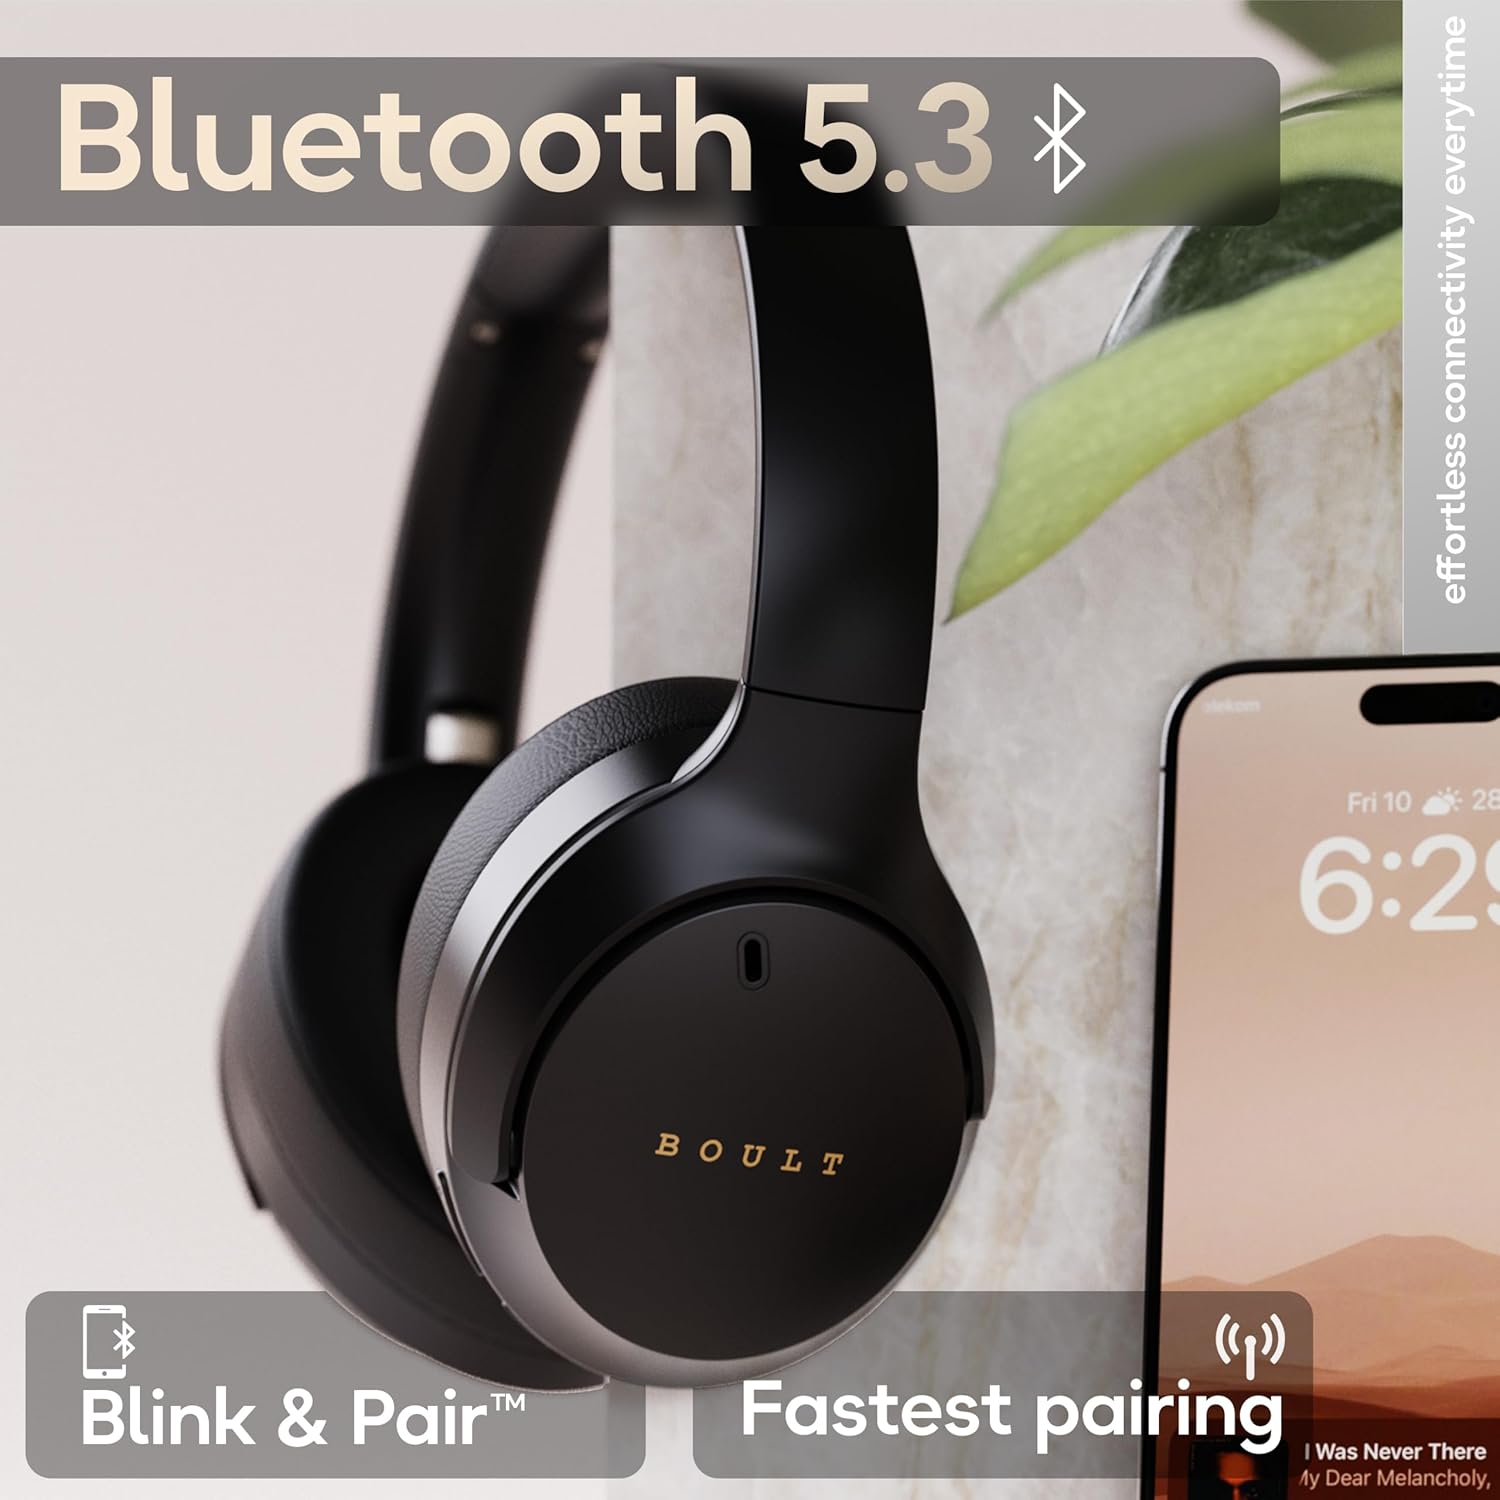 Bluetooth 5.3
effortless connectivity everytime
Fri 10
6:29
BOULT
Blink & Pair™
Fastest pairing
I Was Never There
My Dear Melancholy,